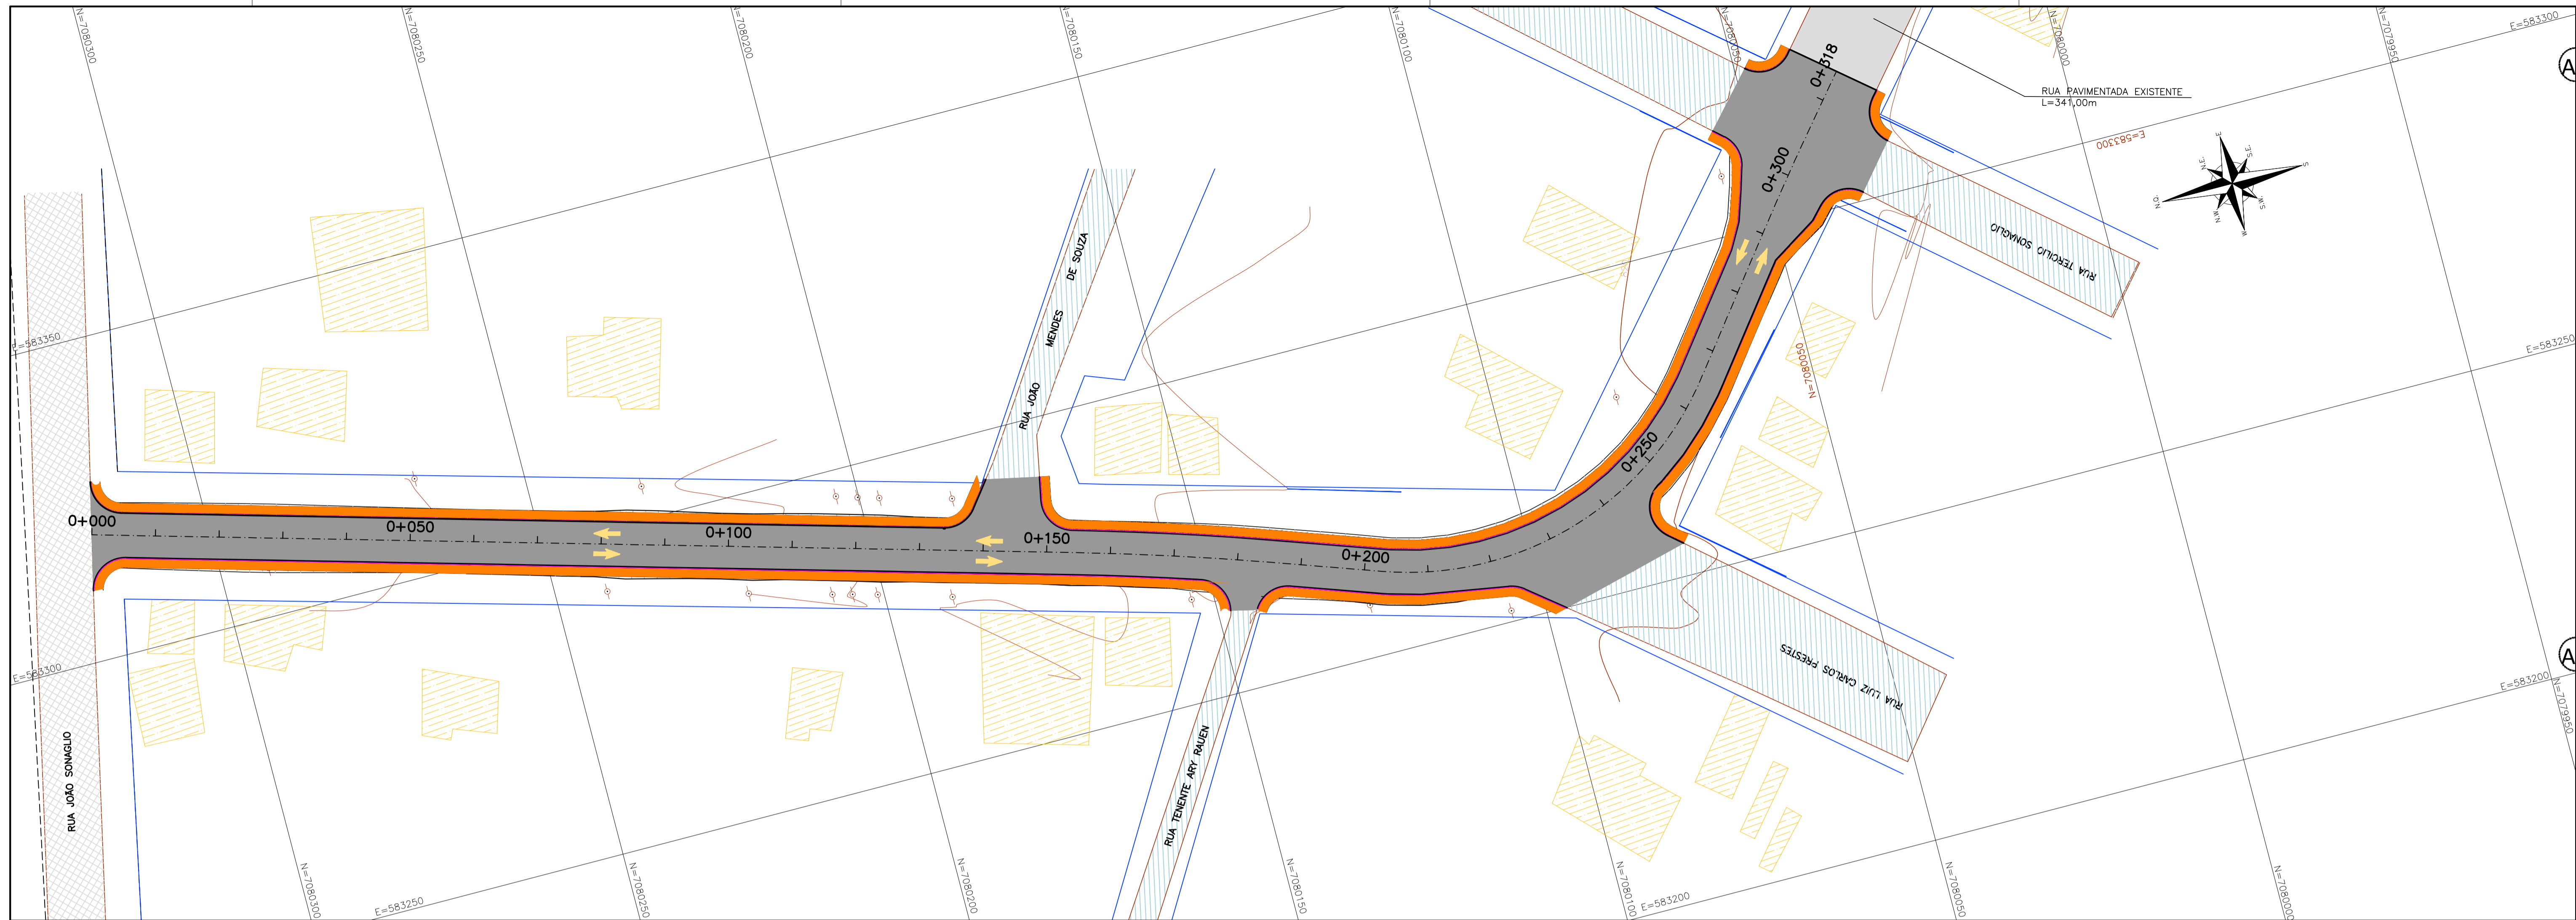 N=7080300
N=7080250
N=7080200
N=7080150
N=7080100
N=7080050
N=7080000
N=7079950
E=583300
A
0+318
RUA PAVIMENTADA EXISTENTE
L=341,00m
E=583300
E
S.E.
S
S.W.
W
N.W.
N.O.
N.E.
0+300
RUA TERCILIO SONAGLIO
DE SOUZA
MENDES
RUA JOÃO
E=583350
E=583250
N=7080050
0+250
0+000
0+050
0+100
0+150
0+200
E=583300
RUA LUIZ CARLOS PRESTES
A
E=583200
N=7079950
RUA JOÃO SONAGLIO
RUA TENENTE ARY RAUEN
N=7080300
E=583250
N=7080250
N=7080200
N=7080150
N=7080100
E=583200
N=7080050
N=7080000